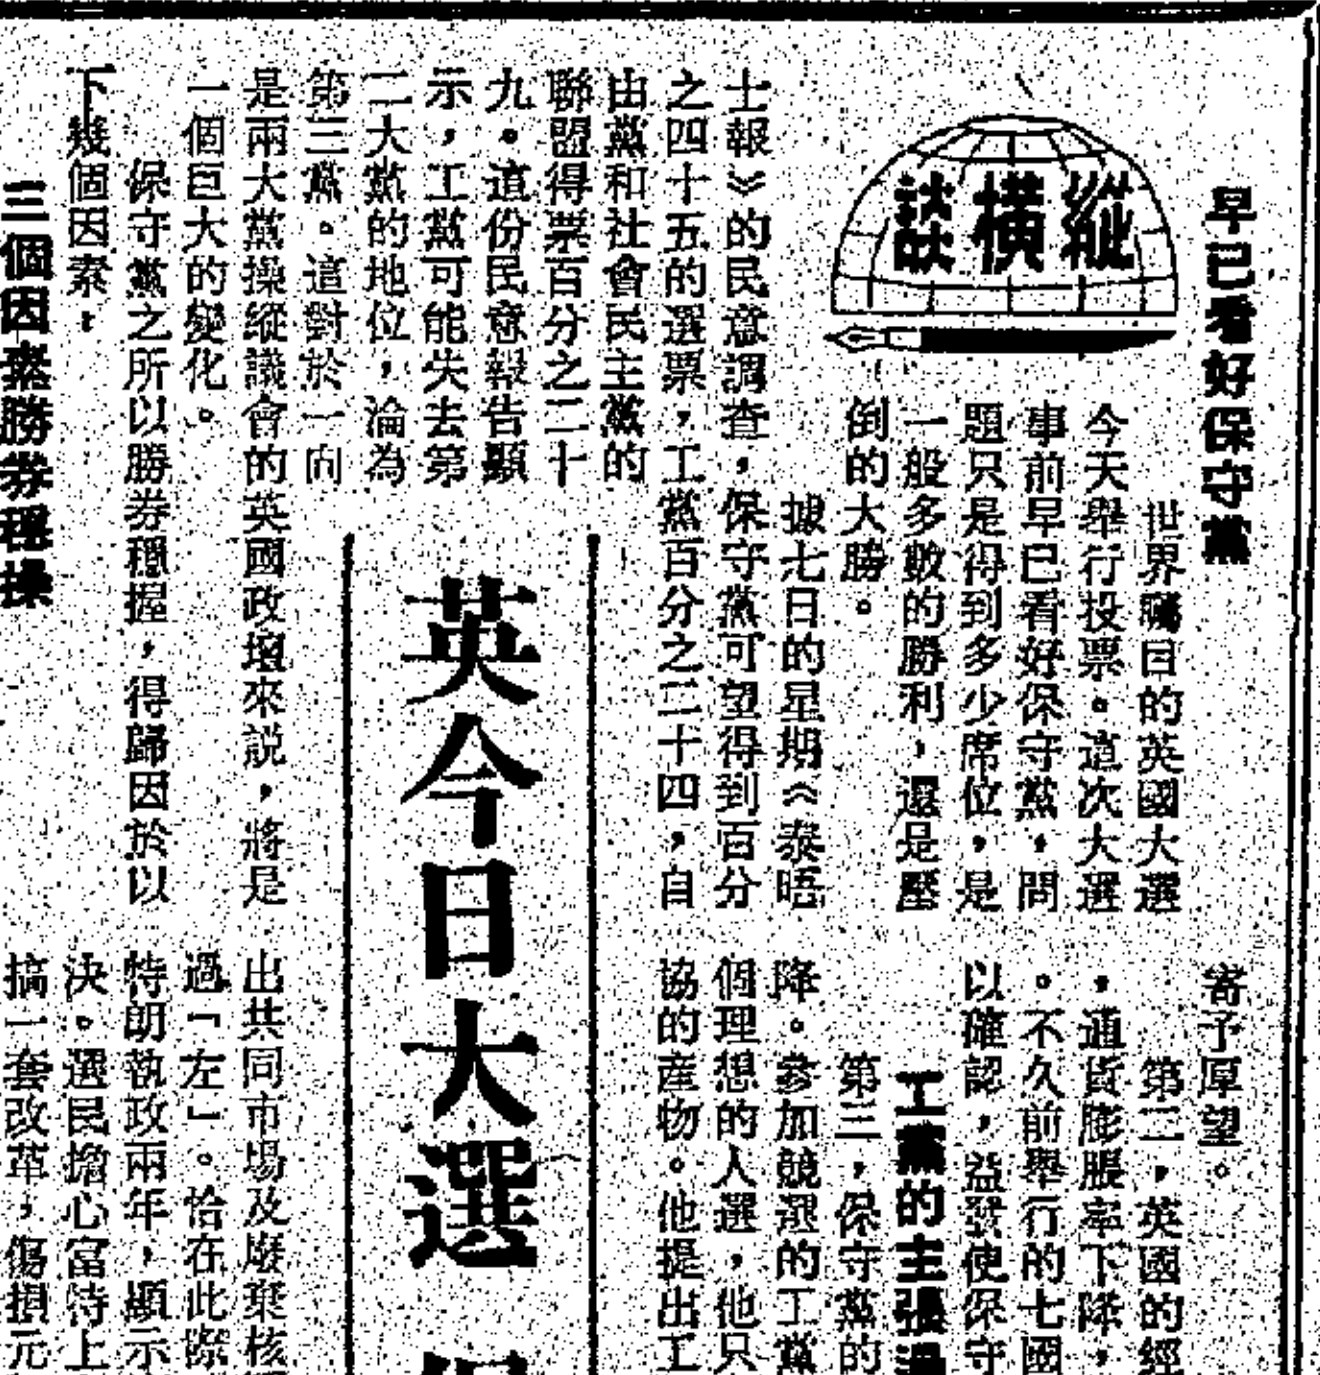 縱橫談
早已看好保守黨
世界矚目的英國大選
今天舉行投票。這次大選
事前早已看好保守黨,問
題只是得到多少席位,是
一般多數的勝利,還是壓
倒的大勝。
據七日的星期《泰晤
士報》的民意調查,保守黨可望得到百分
之四十五的選票,工黨百分之二十四,自
由黨和社會民主黨的
聯盟得票百分之二十
九。這份民意報告顯
示,工黨可能失去第
二大黨的地位,淪為
第三黨。這對於一向
是兩大黨操縱議會的英國政壇來説,將是
一個巨大的變化。
保守黨之所以勝券穩握,得歸因於以
下幾個因素:
三個因素勝券穩操
英今日大選
寄予厚望。
第二,英國的經
,通貨膨脹率下降,
。不久前舉行的七國
以確認,益發使保守
工黨的主張過
第三,保守黨的
降。參加競選的工黨
個理想的人選,他只
協的産物。他提出工
出共同市場及廢棄核
過「左」。恰在此際
特朗執政兩年,顯示
決。選民擔心富特上
搞一套改革,傷損元